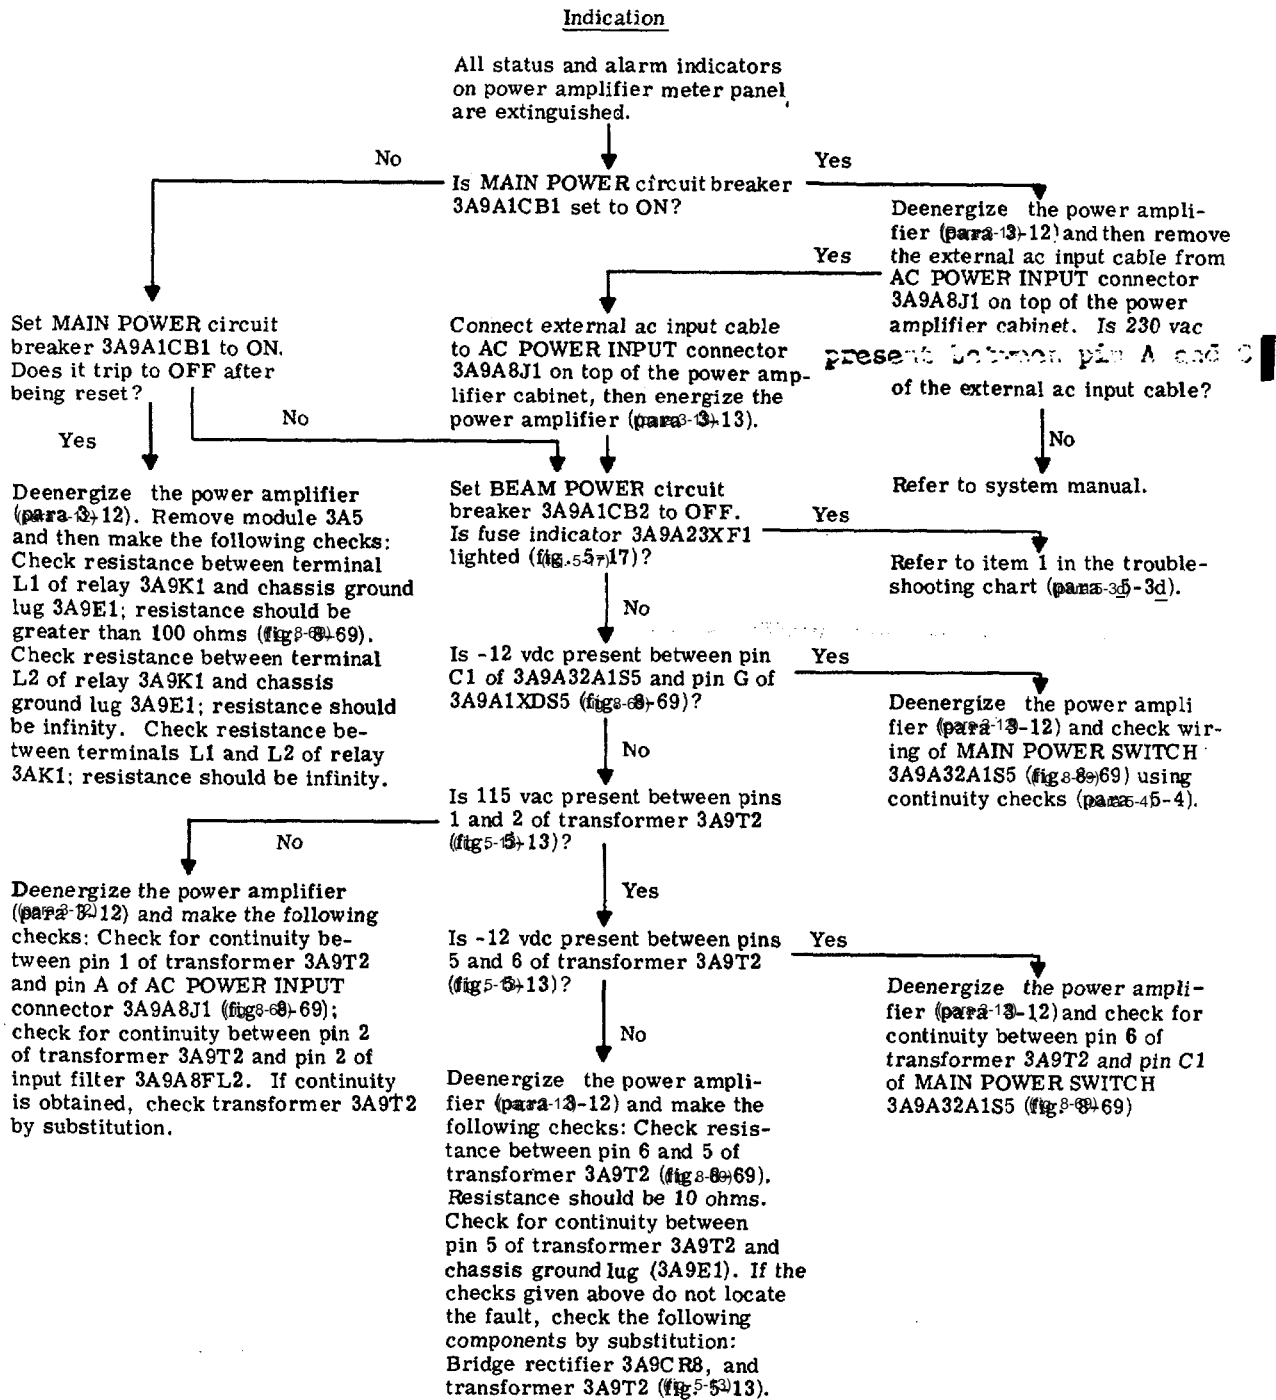 Indication
All status and alarm indicators
on power amplifier meter panel
are extinguished.
No
Yes
Is MAIN POWER circuit breaker
3A9A1CB1 set to ON?
Deenergize the power ampli-
fier (para 3-12) and then remove
the external ac input cable from
AC POWER INPUT connector
3A9A8J1 on top of the power
amplifier cabinet. Is 230 vac
present between pin A and C
of the external ac input cable?
Yes
No
Refer to system manual.
Set MAIN POWER circuit
breaker 3A9A1CB1 to ON.
Does it trip to OFF after
being reset?
Yes
No
Connect external ac input cable
to AC POWER INPUT connector
3A9A8J1 on top of the power amp-
lifier cabinet, then energize the
power amplifier (para 3-13).
Deenergize the power amplifier
(para 3-12). Remove module 3A5
and then make the following checks:
Check resistance between terminal
L1 of relay 3A9K1 and chassis ground
lug 3A9E1; resistance should be
greater than 100 ohms (fig. 8-69).
Check resistance between terminal
L2 of relay 3A9K1 and chassis
ground lug 3A9E1; resistance should
be infinity. Check resistance be-
tween terminals L1 and L2 of relay
3AK1; resistance should be infinity.
Set BEAM POWER circuit
breaker 3A9A1CB2 to OFF.
Is fuse indicator 3A9A23XF1
lighted (fig. 5-17)?
Yes
Refer to item 1 in the trouble-
shooting chart (para 5-3d).
No
Is -12 vdc present between pin
C1 of 3A9A32A1S5 and pin G of
3A9A1XDS5 (fig. 8-69)?
Yes
Deenergize the power ampli
fier (para 3-12) and check wir-
ing of MAIN POWER SWITCH
3A9A32A1S5 (fig. 8-69) using
continuity checks (para 5-4).
No
Is 115 vac present between pins
1 and 2 of transformer 3A9T2
(fig. 5-13)?
No
Deenergize the power amplifier
(para 3-12) and make the following
checks: Check for continuity be-
tween pin 1 of transformer 3A9T2
and pin A of AC POWER INPUT
connector 3A9A8J1 (fig. 8-69);
check for continuity between pin 2
of transformer 3A9T2 and pin 2 of
input filter 3A9A8FL2. If continuity
is obtained, check transformer 3A9T2
by substitution.
Yes
Is -12 vdc present between pins
5 and 6 of transformer 3A9T2
(fig. 5-13)?
Yes
Deenergize the power ampli-
fier (para 3-12) and check for
continuity between pin 6 of
transformer 3A9T2 and pin C1
of MAIN POWER SWITCH
3A9A32A1S5 (fig. 8-69)
No
Deenergize the power ampli-
fier (para 3-12) and make the
following checks: Check resis-
tance between pin 6 and 5 of
transformer 3A9T2 (fig. 8-69).
Resistance should be 10 ohms.
Check for continuity between
pin 5 of transformer 3A9T2 and
chassis ground lug (3A9E1). If the
checks given above do not locate
the fault, check the following
components by substitution:
Bridge rectifier 3A9CR8, and
transformer 3A9T2 (fig. 5-13).